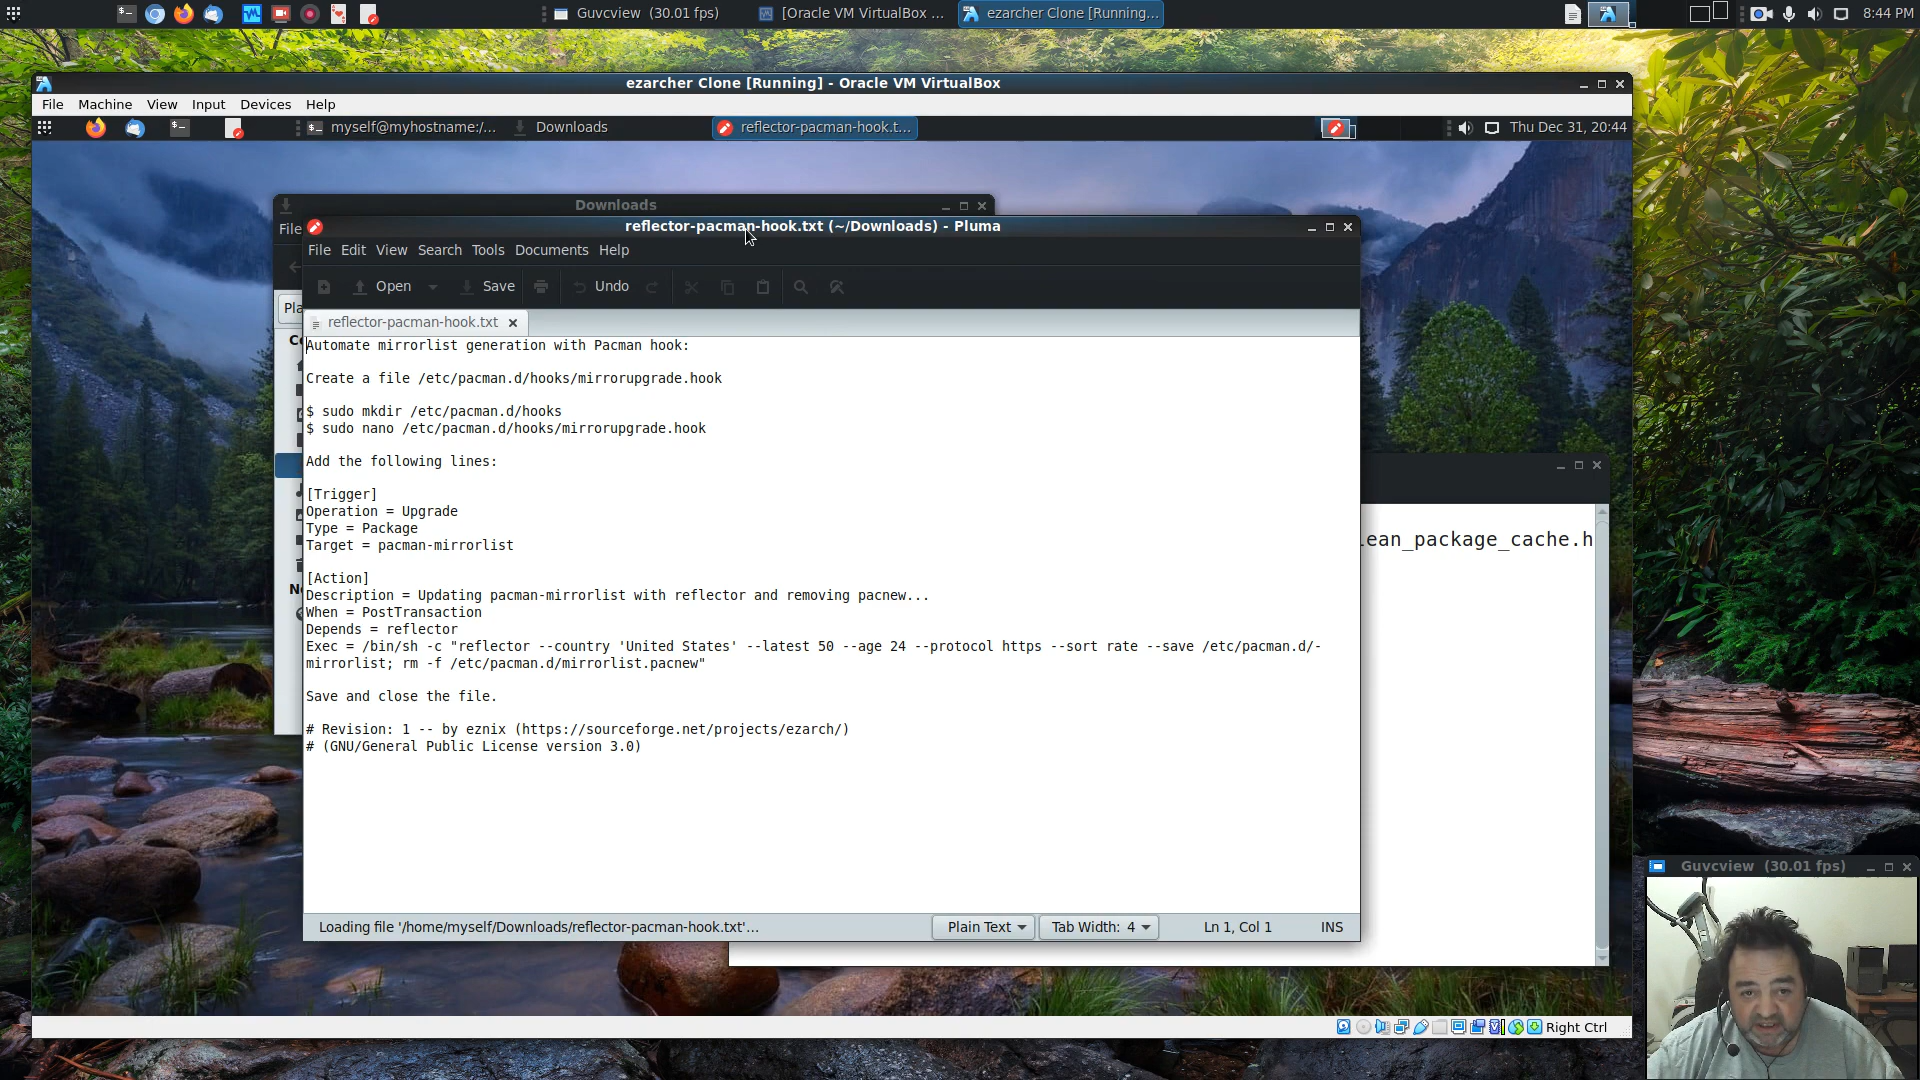 Guvcview (30.01 fps)
[Oracle VM VirtualBox ...
ezarcher Clone [Running...
8:44 PM
ezarcher Clone [Running] - Oracle VM VirtualBox
File Machine View Input Devices Help
myself@myhostname:/...
Downloads
reflector-pacman-hook.t...
Thu Dec 31, 20:44
Downloads
File
reflector-pacman-hook.txt (~/Downloads) - Pluma
File Edit View Search Tools Documents Help
Open Save Undo
Pla
reflector-pacman-hook.txt
Automate mirrorlist generation with Pacman hook:
Create a file /etc/pacman.d/hooks/mirrorupgrade.hook
$ sudo mkdir /etc/pacman.d/hooks
$ sudo nano /etc/pacman.d/hooks/mirrorupgrade.hook
Add the following lines:
[Trigger]
Operation = Upgrade
Type = Package
Target = pacman-mirrorlist
[Action]
Description = Updating pacman-mirrorlist with reflector and removing pacnew...
When = PostTransaction
Depends = reflector
Exec = /bin/sh -c "reflector --country 'United States' --latest 50 --age 24 --protocol https --sort rate --save /etc/pacman.d/-
mirrorlist; rm -f /etc/pacman.d/mirrorlist.pacnew"
Save and close the file.
# Revision: 1 -- by eznix (https://sourceforge.net/projects/ezarch/)
# (GNU/General Public License version 3.0)
ean_package_cache.h
Loading file '/home/myself/Downloads/reflector-pacman-hook.txt'...
Plain Text
Tab Width: 4
Ln 1, Col 1
INS
Right Ctrl
Guvcview (30.01 fps)